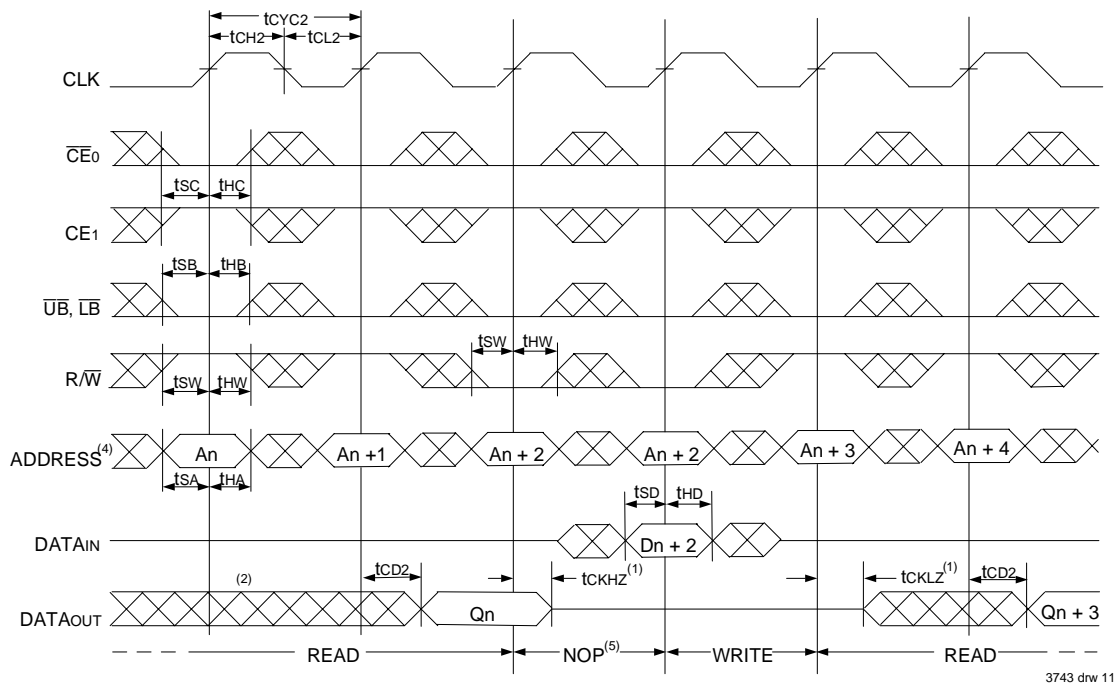 tCYC2
tCH2 tCL2
CLK
CE0
tSC tHC
CE1
tSB tHB
UB, LB
tSW tHW
R/W
tSW tHW
ADDRESS(4) An An +1 An + 2 An + 2 An + 3 An + 4
tSA tHA
tSD tHD
DATAIN Dn + 2
(2) tCD2 tCKHZ(1) tCKLZ(1) tCD2
DATAOUT Qn Qn + 3
READ NOP(5) WRITE READ
3743 drw 11